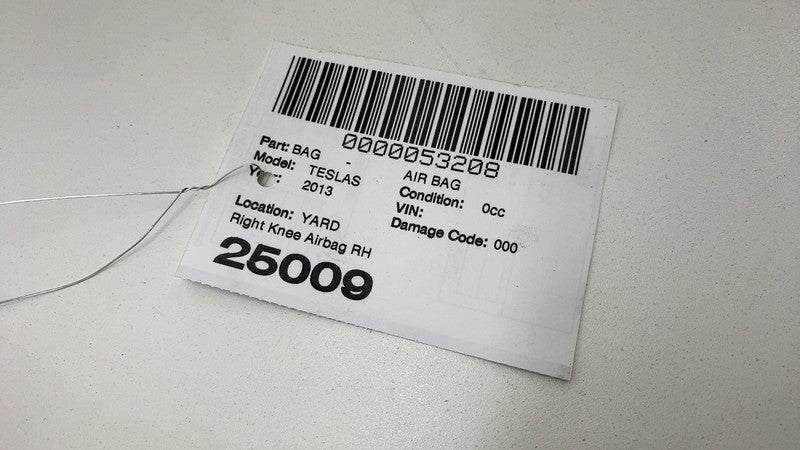 0000053208
Part: BAG - AIR BAG
Model: TESLAS Condition: 0cc
Year: 2013 VIN:
Damage Code: 000
Location: YARD
Right Knee Airbag RH
25009